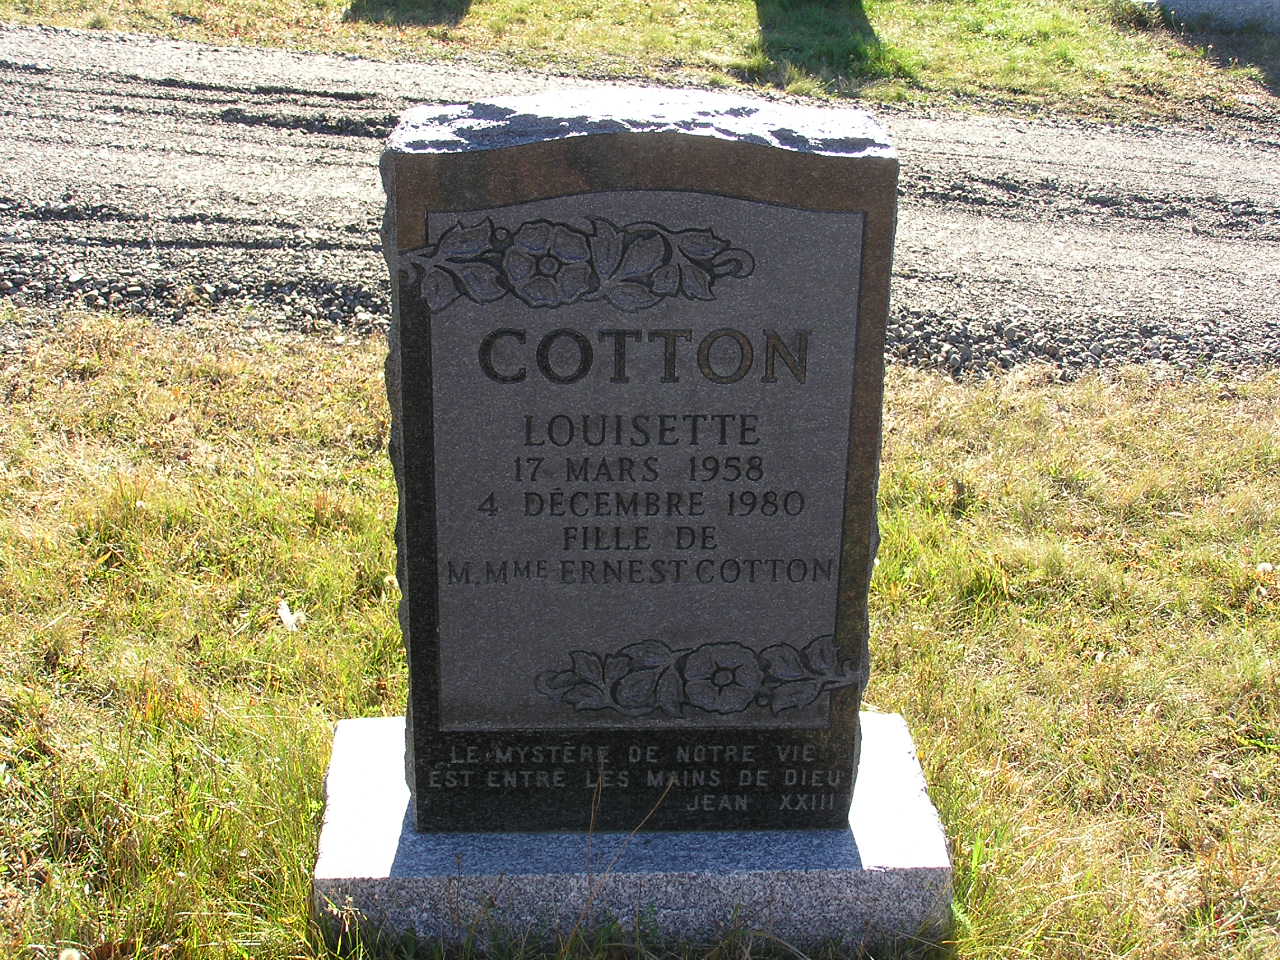 COTTON
LOUISETTE
17 MARS 1958
4 DÉCEMBRE 1980
FILLE DE
M. MME ERNEST COTTON
LE MYSTÈRE DE NOTRE VIE
EST ENTRE LES MAINS DE DIEU
JEAN XXIII